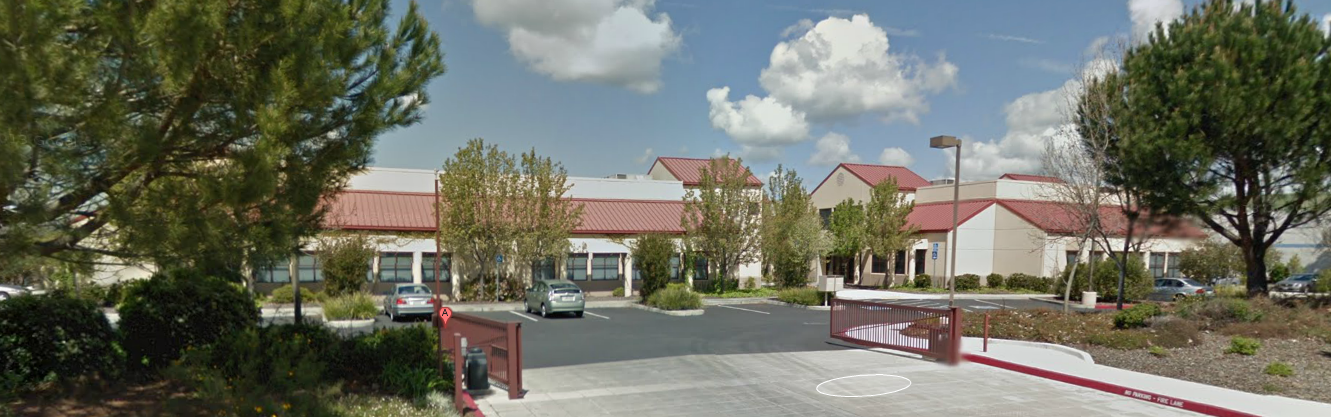 A
NO PARKING - FIRE LANE